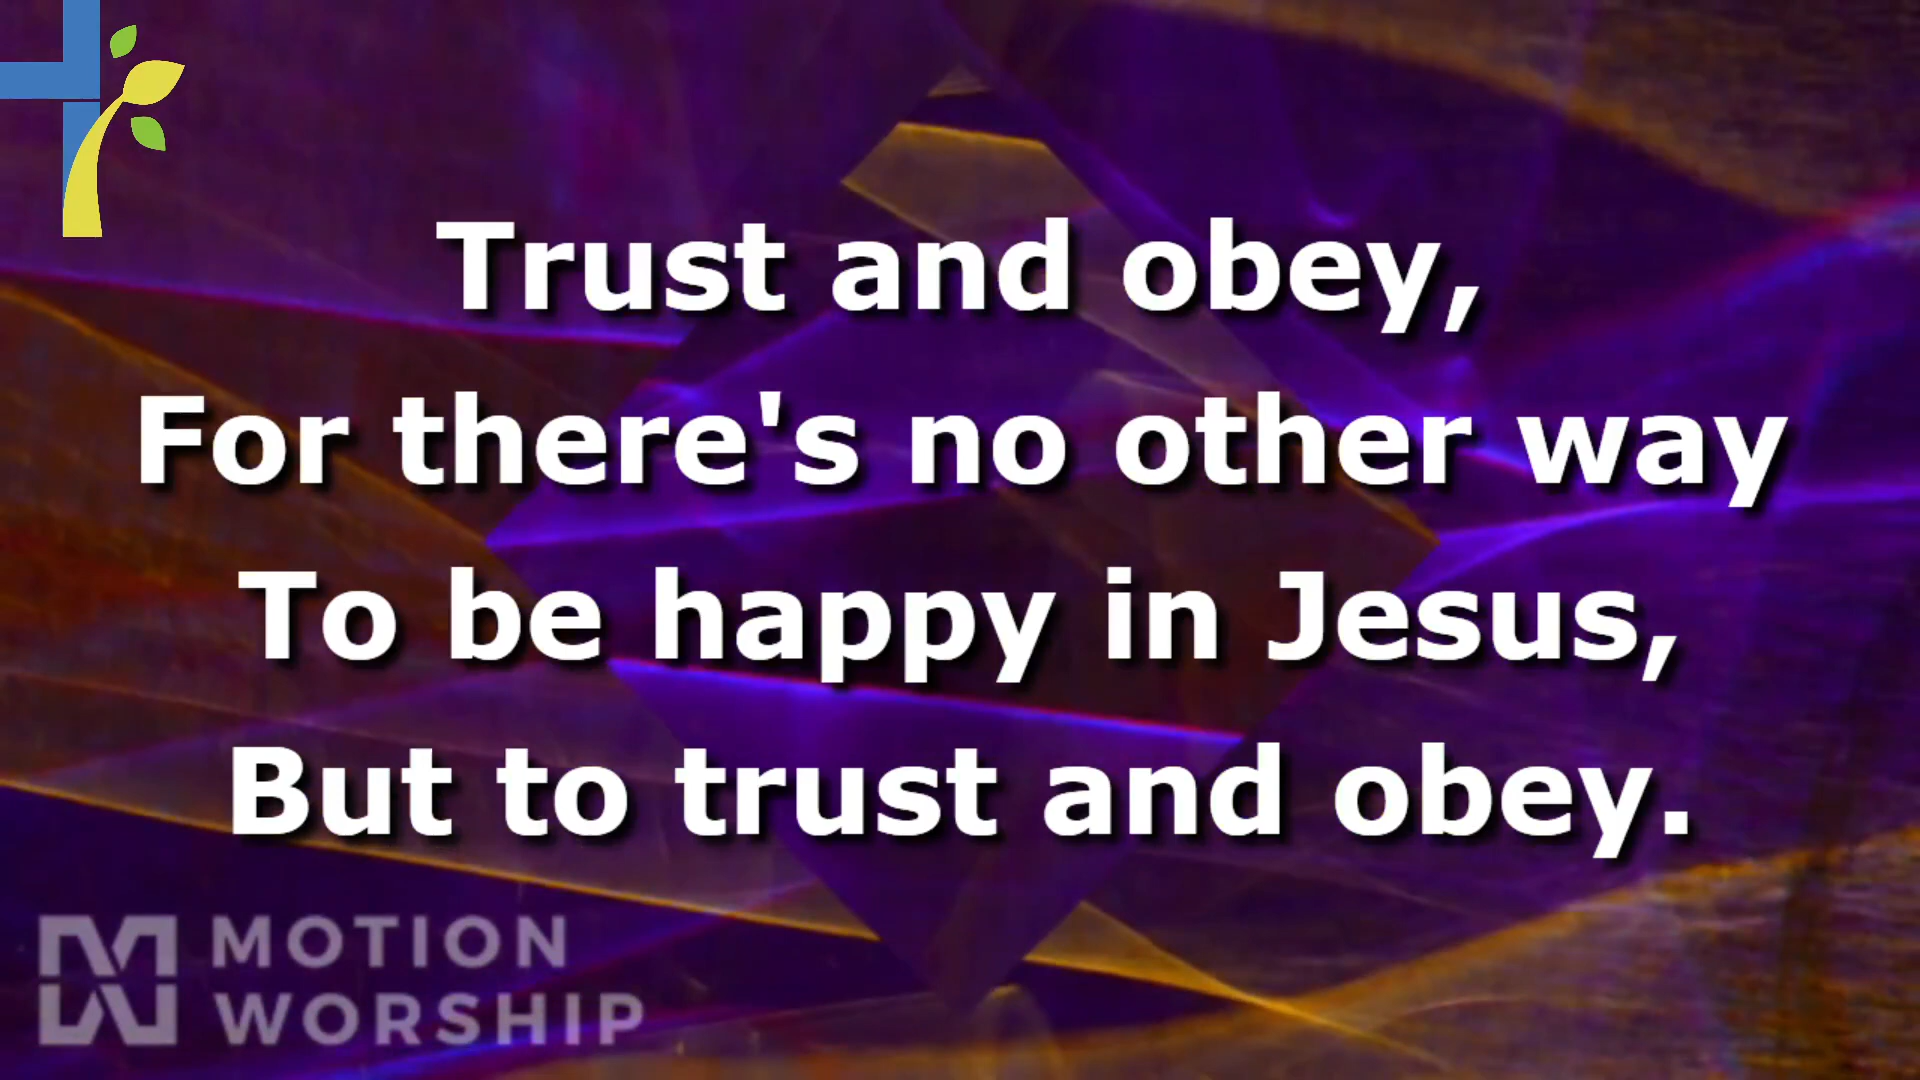 Trust and obey,
For there's no other way
To be happy in Jesus,
But to trust and obey.
MOTION
WORSHIP